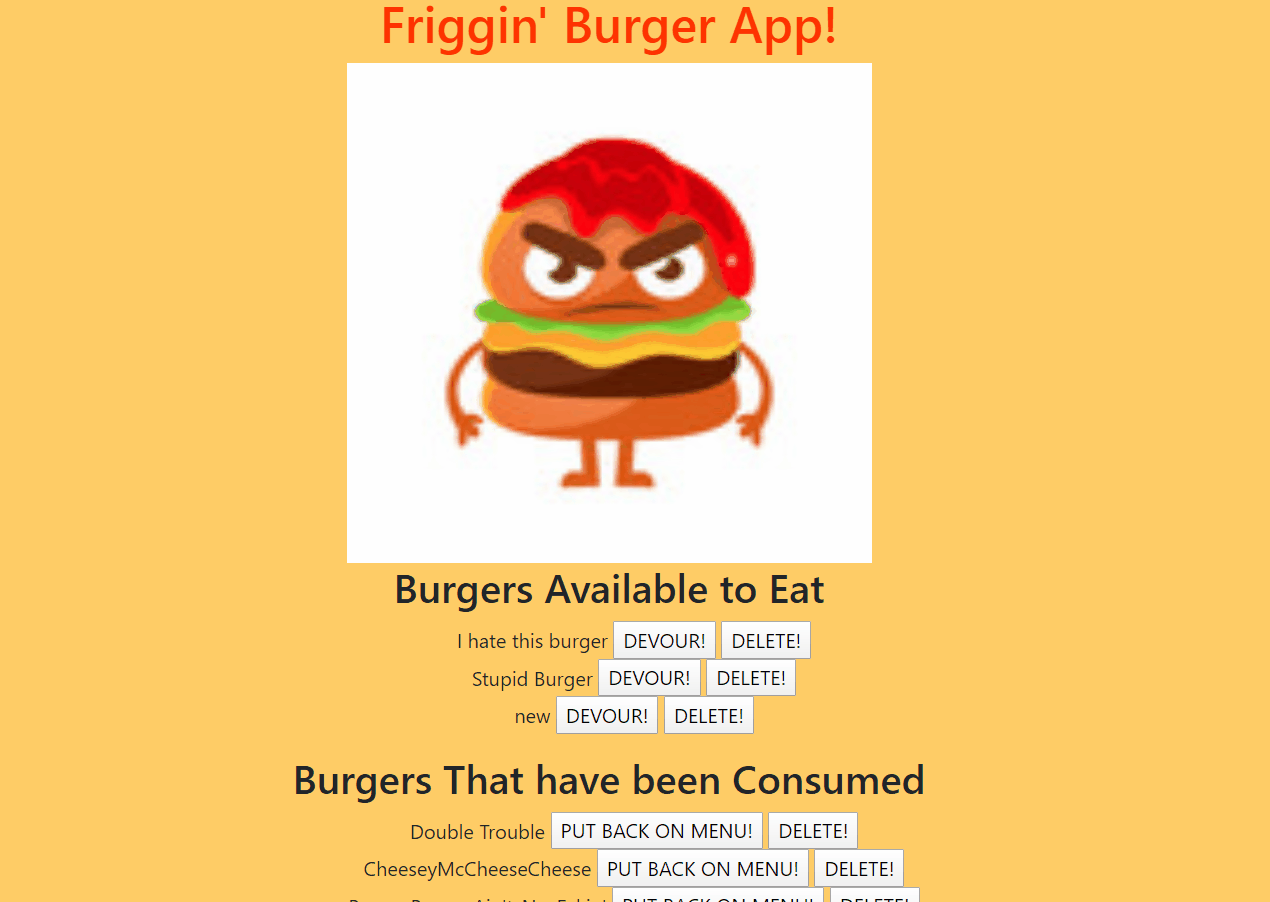 Friggin' Burger App!
Burgers Available to Eat
I hate this burger DEVOUR! DELETE!
Stupid Burger DEVOUR! DELETE!
new DEVOUR! DELETE!
Burgers That have been Consumed
Double Trouble PUT BACK ON MENU! DELETE!
CheeseyMcCheeseCheese PUT BACK ON MENU! DELETE!
PUT BACK ON MENU! DELETE!